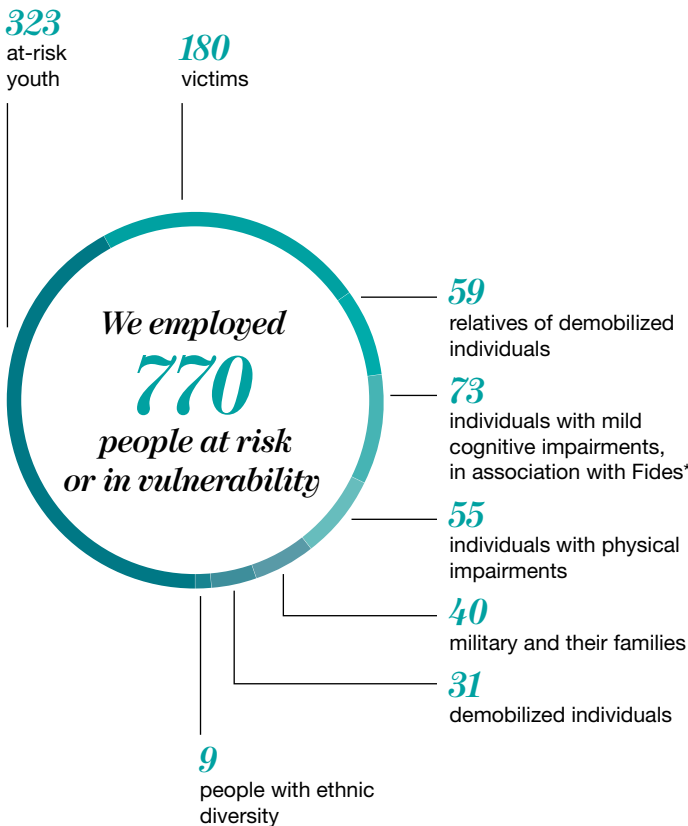 323
at-risk
youth
180
victims
We employed
770
people at risk
or in vulnerability
59
relatives of demobilized
individuals
73
individuals with mild
cognitive impairments,
in association with Fides*
55
individuals with physical
impairments
40
military and their families
31
demobilized individuals
9
people with ethnic
diversity